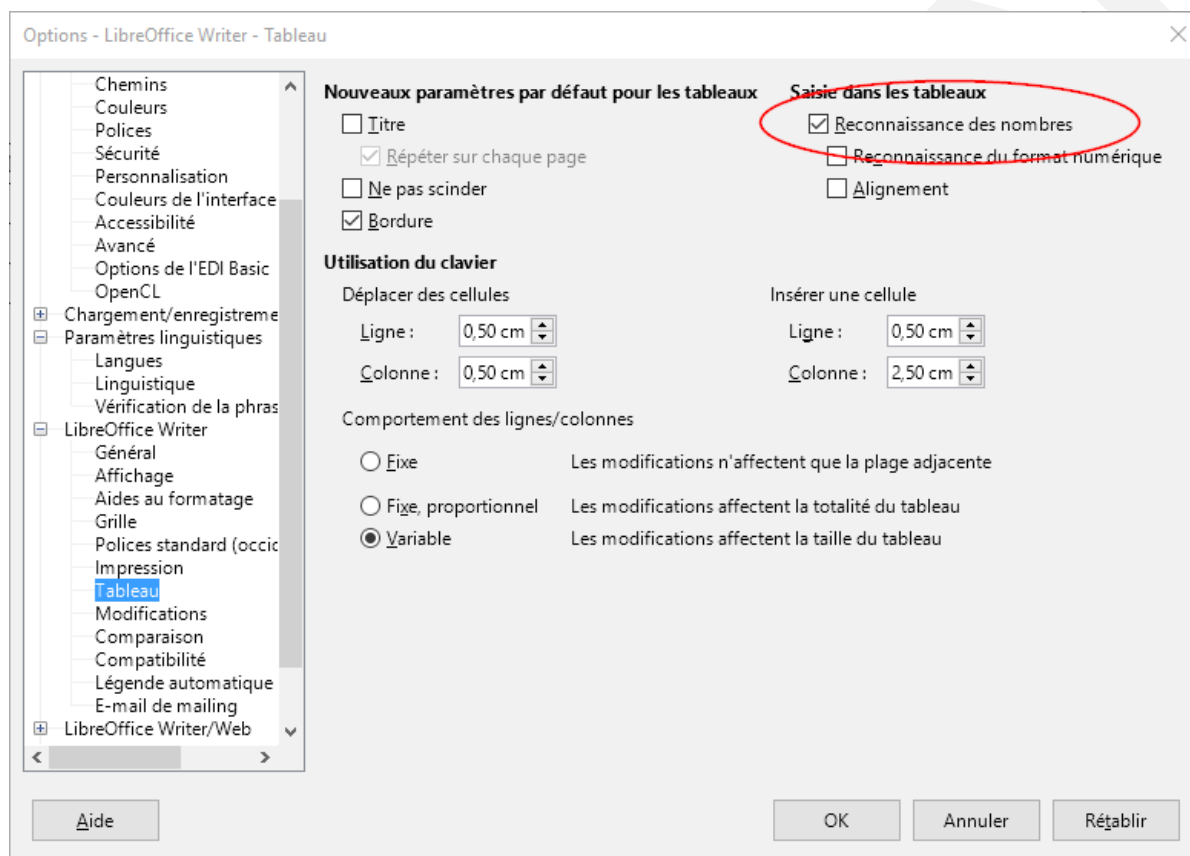 Options - LibreOffice Writer - Tableau
Chemins
Couleurs
Polices
Sécurité
Personnalisation
Couleurs de l'interface
Accessibilité
Avancé
Options de l'EDI Basic
OpenCL
Chargement/enregistreme
Paramètres linguistiques
Langues
Linguistique
Vérification de la phras
LibreOffice Writer
Général
Affichage
Aides au formatage
Grille
Polices standard (occic
Impression
Tableau
Modifications
Comparaison
Compatibilité
Légende automatique
E-mail de mailing
LibreOffice Writer/Web
Nouveaux paramètres par défaut pour les tableaux
Titre
Répéter sur chaque page
Ne pas scinder
Bordure
Saisie dans les tableaux
Reconnaissance des nombres
Reconnaissance du format numérique
Alignement
Utilisation du clavier
Déplacer des cellules
Ligne : 0,50 cm
Colonne : 0,50 cm
Insérer une cellule
Ligne : 0,50 cm
Colonne : 2,50 cm
Comportement des lignes/colonnes
Fixe Les modifications n'affectent que la plage adjacente
Fixe, proportionnel Les modifications affectent la totalité du tableau
Variable Les modifications affectent la taille du tableau
Aide OK Annuler Rétablir